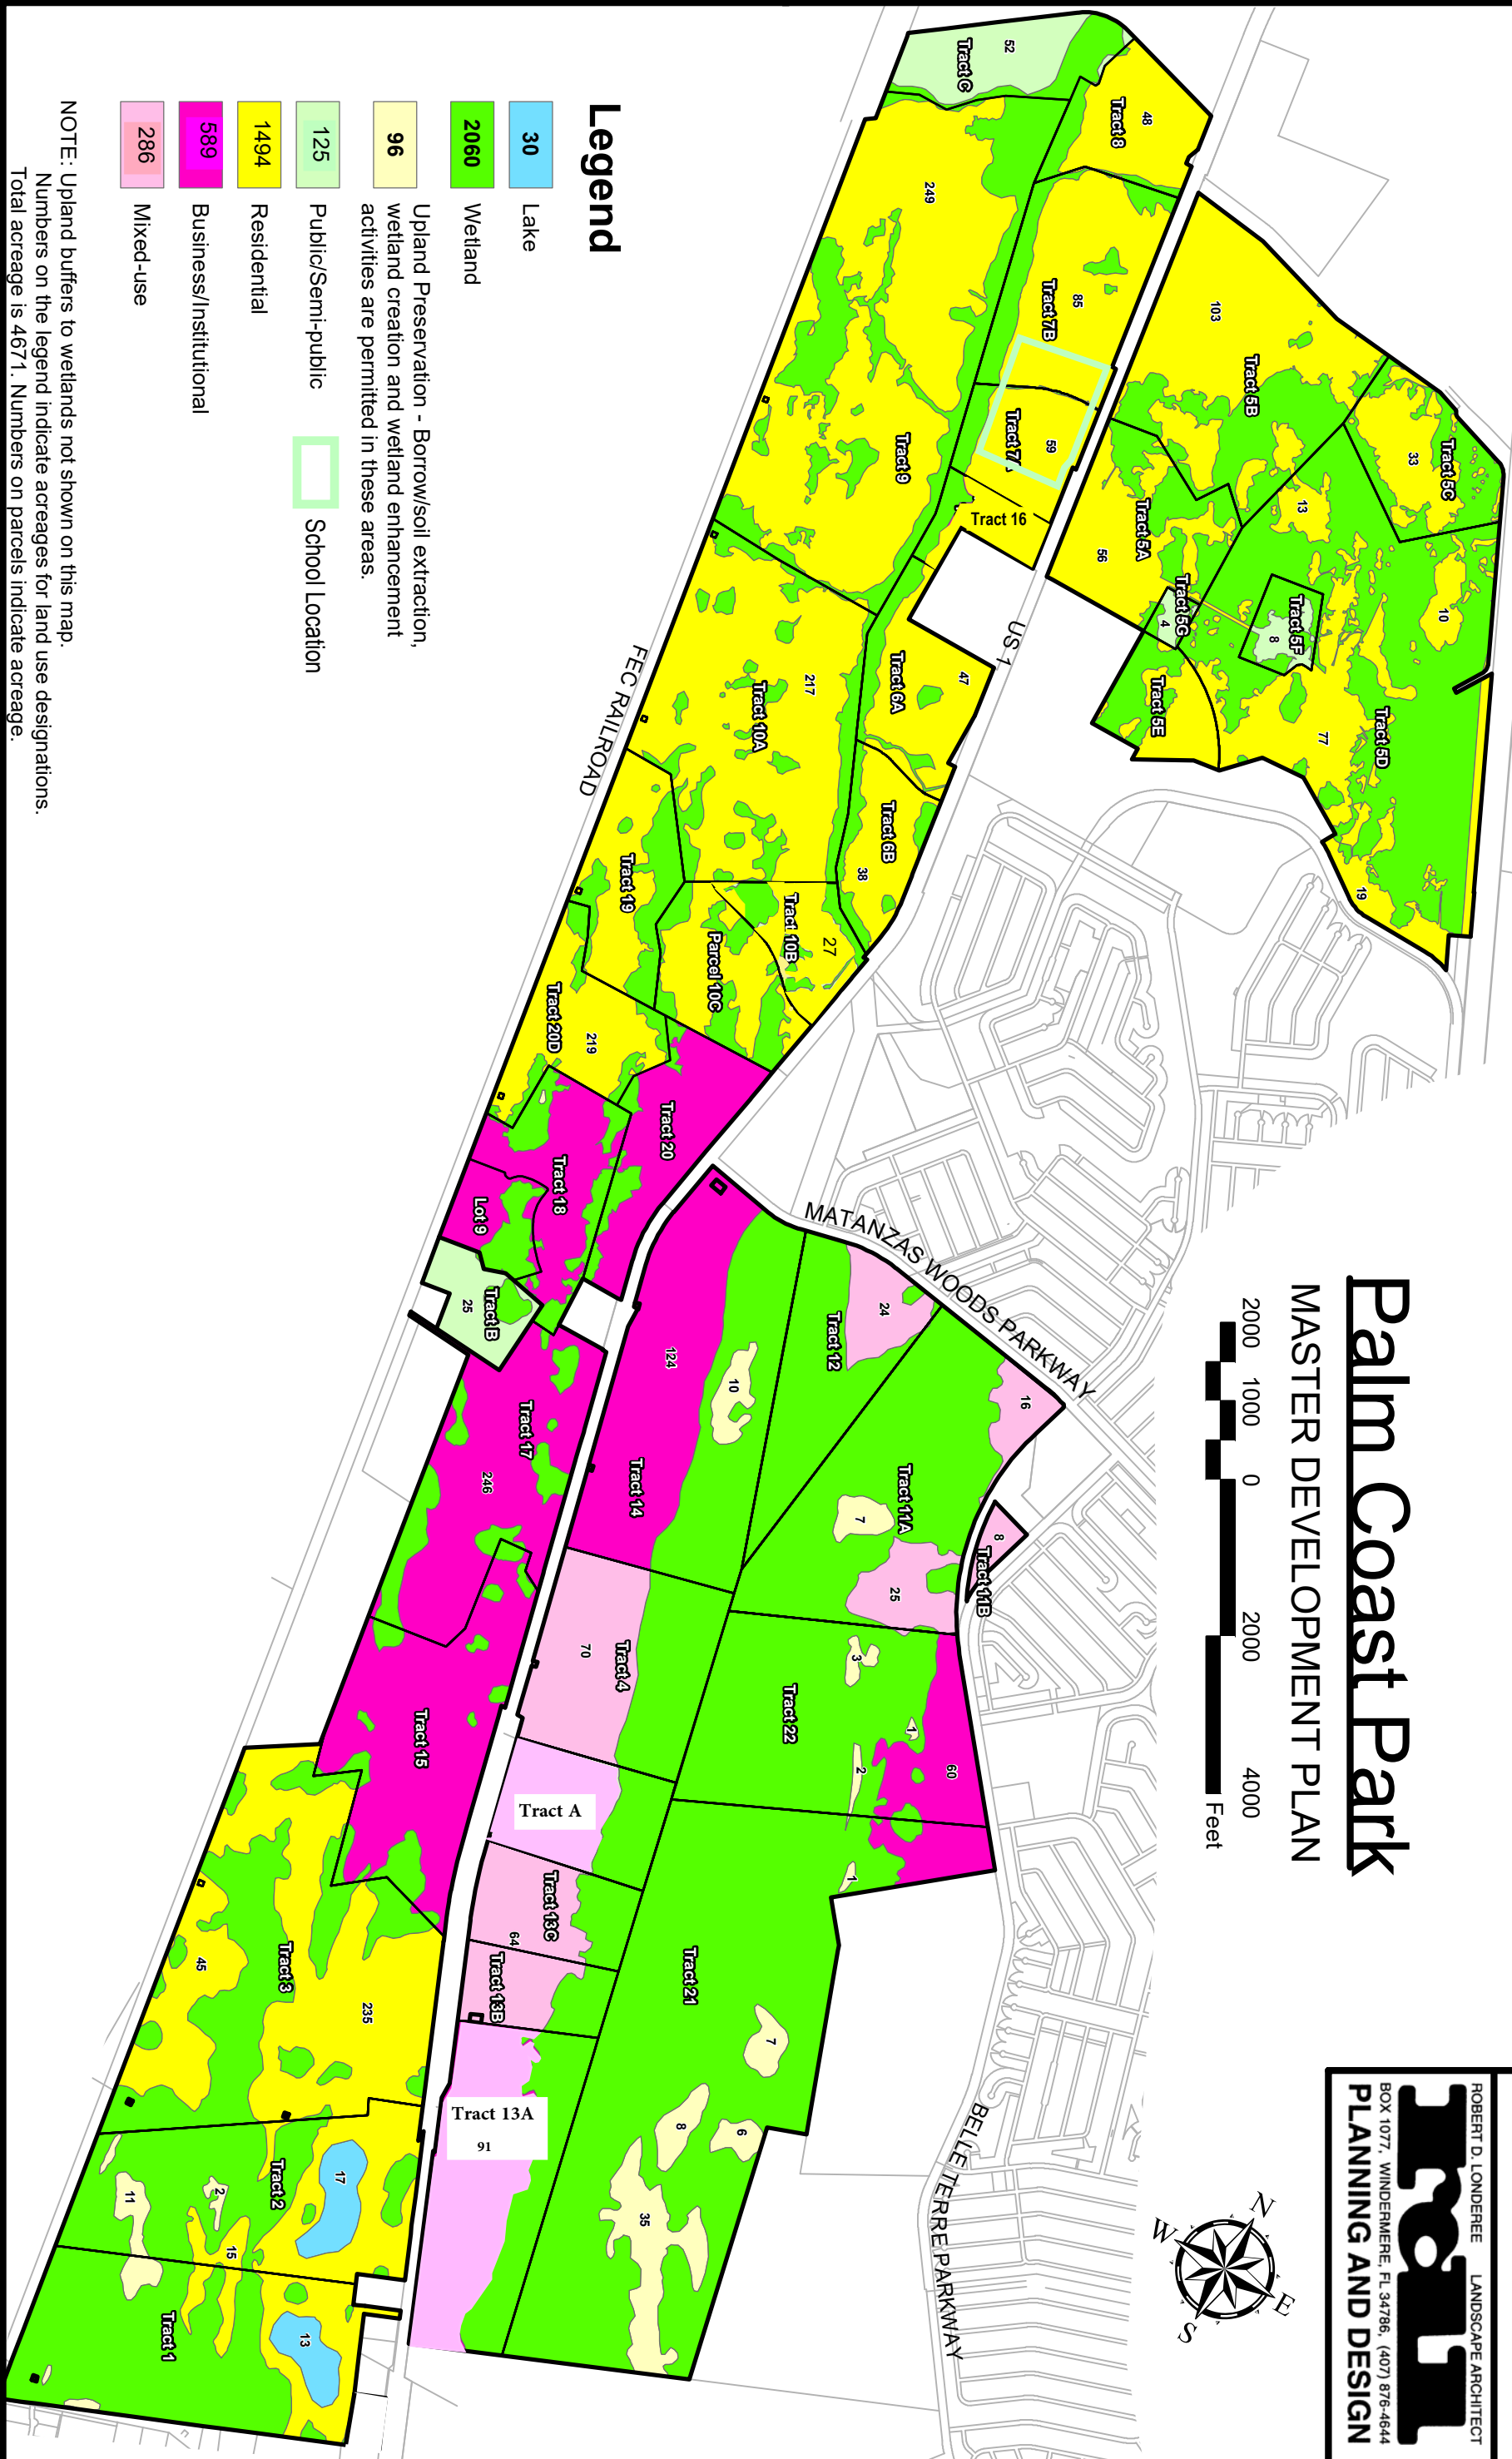 Palm Coast Park
MASTER DEVELOPMENT PLAN
2000 1000 0 2000 4000
Feet
ROBERT D. LONDEREE LANDSCAPE ARCHITECT
rdl
BOX 1077, WINDERMERE, FL 34786, (407) 876-4644
PLANNING AND DESIGN
N
E
S
W
Legend
30 Lake
2060 Wetland
96 Upland Preservation - Borrow/soil extraction,
wetland creation and wetland enhancement
activities are permitted in these areas.
125 Public/Semi-public
School Location
1494 Residential
589 Business/Institutional
286 Mixed-use
NOTE: Upland buffers to wetlands not shown on this map.
Numbers on the legend indicate acreages for land use designations.
Total acreage is 4671. Numbers on parcels indicate acreage.
US 1
FEC RAILROAD
MATANZAS WOODS PARKWAY
BELLE TERRE PARKWAY
Tract C
52
Tract 8
48
249
Tract 9
85
Tract 7B
59
Tract 7
Tract 16
103
Tract 5B
Tract 5C
33
13
10
Tract 5A
56
Tract 5G
4
Tract 5F
8
Tract 5E
Tract 5D
77
19
47
Tract 6A
Tract 6B
38
217
Tract 10A
Tract 10B
27
Parcel 10C
Tract 19
Tract 20D
219
Tract 20
Tract 18
Lot 9
Tract B
25
Tract 17
246
Tract 15
124
Tract 14
10
Tract 12
24
16
Tract 11A
7
25
8
Tract 11B
70
Tract 4
Tract 22
3
1
2
60
1
Tract A
Tract 13C
64
Tract 13B
Tract 13A
91
Tract 21
7
8
6
35
Tract 3
45
235
Tract 2
17
2
11
15
Tract 1
13